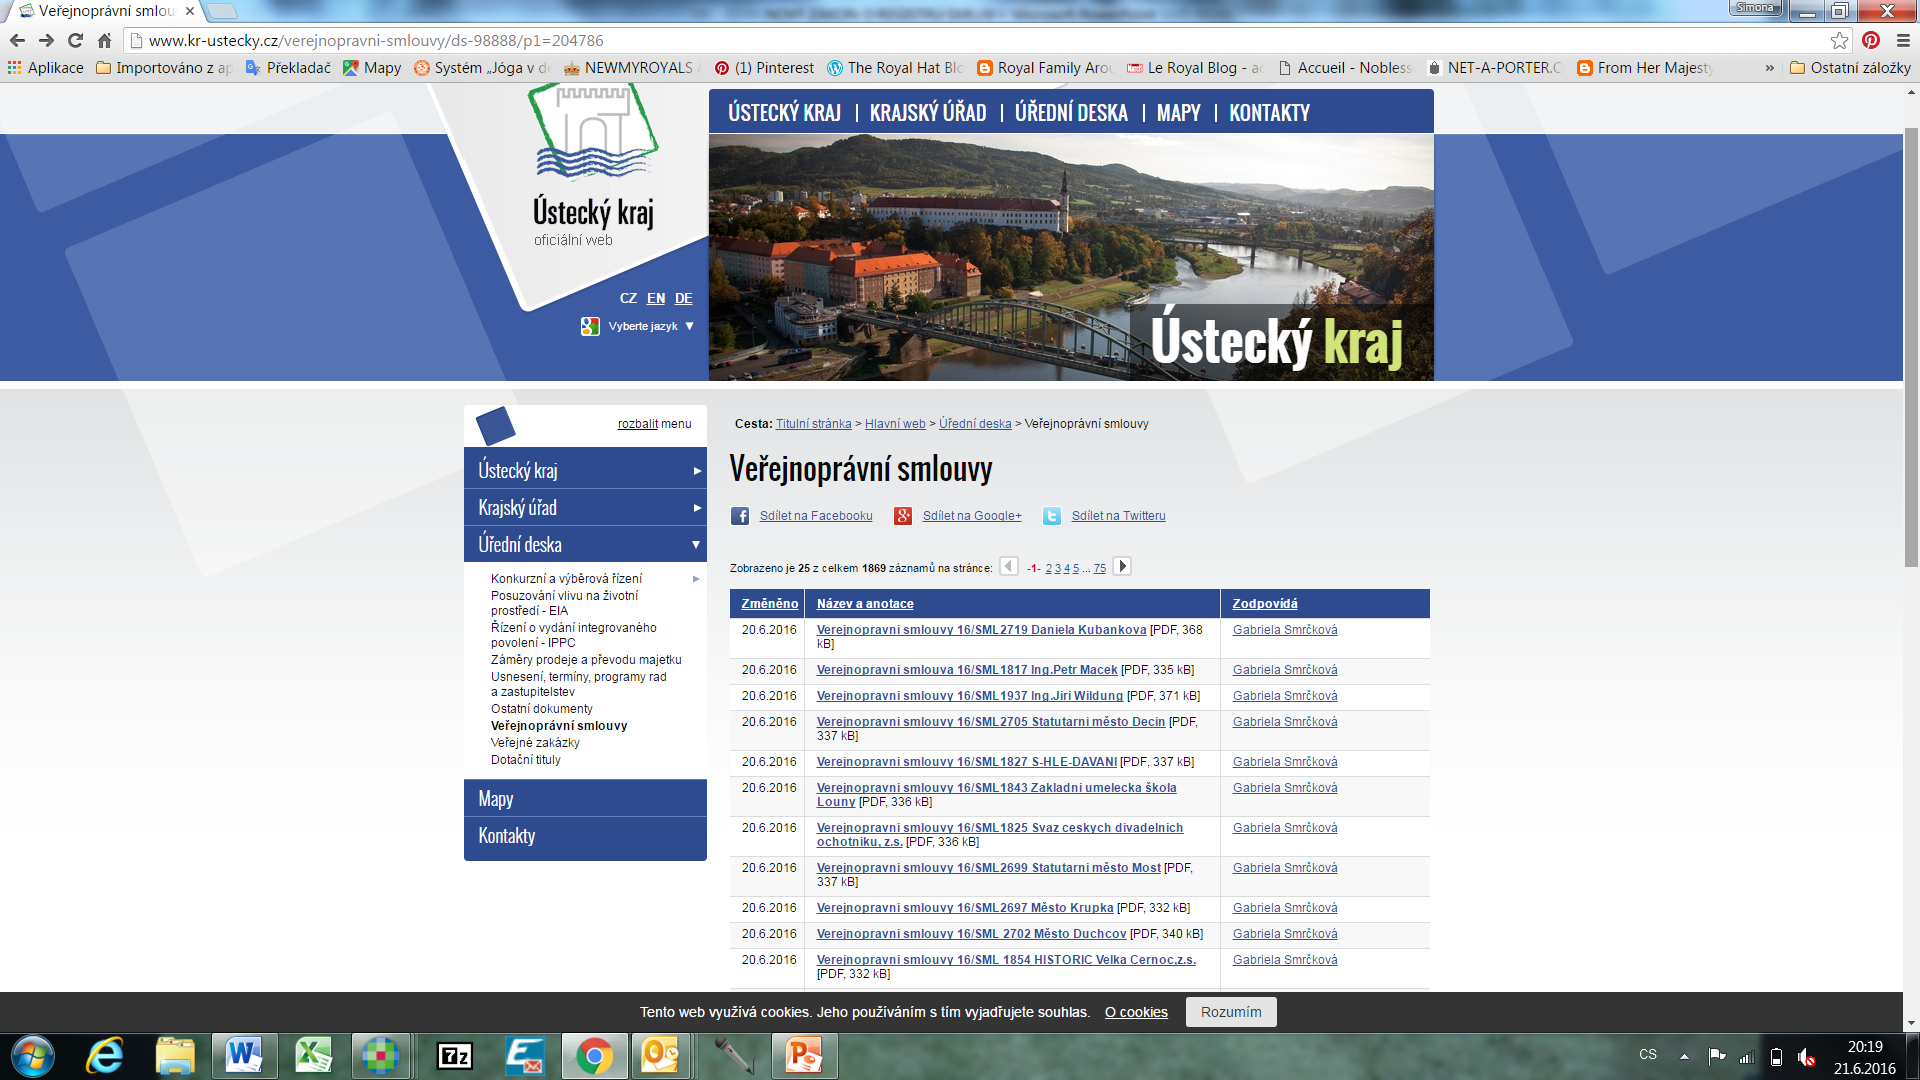 Veřejnoprávní smlou
Simona
www.kr-ustecky.cz/verejnopravni-smlouvy/ds-98888/p1=204786
Aplikace Importováno z ap Překladač Mapy Systém „Jóga v de NEWMYROYALS & (1) Pinterest The Royal Hat Blo Royal Family Arou Le Royal Blog - ac Accueil - Nobless NET-A-PORTER.C From Her Majesty » Ostatní záložky
ÚSTECKÝ KRAJ | KRAJSKÝ ÚŘAD | ÚŘEDNÍ DESKA | MAPY | KONTAKTY
Ústecký kraj
oficiální web
CZ EN DE
Vyberte jazyk ▼
Ústecký kraj
rozbalit menu
Ústecký kraj
Krajský úřad
Úřední deska
Konkurzní a výběrová řízení
Posuzování vlivu na životní
prostředí - EIA
Řízení o vydání integrovaného
povolení - IPPC
Záměry prodeje a převodu majetku
Usnesení, termíny, programy rad
a zastupitelstev
Ostatní dokumenty
Veřejnoprávní smlouvy
Veřejné zakázky
Dotační tituly
Mapy
Kontakty
Cesta: Titulní stránka > Hlavní web > Úřední deska > Veřejnoprávní smlouvy
Veřejnoprávní smlouvy
Sdílet na Facebooku Sdílet na Google+ Sdílet na Twitteru
Zobrazeno je 25 z celkem 1869 záznamů na stránce: -1- 2 3 4 5 ... 75
Změněno Název a anotace Zodpovídá
20.6.2016 Verejnopravni smlouvy 16/SML2719 Daniela Kubankova [PDF, 368 Gabriela Smrčková
kB]
20.6.2016 Verejnopravni smlouva 16/SML1817 Ing.Petr Macek [PDF, 335 kB] Gabriela Smrčková
20.6.2016 Verejnopravni smlouvy 16/SML1937 Ing.Jiri Wildung [PDF, 371 kB] Gabriela Smrčková
20.6.2016 Verejnopravni smlouvy 16/SML2705 Statutarni město Decin [PDF, Gabriela Smrčková
337 kB]
20.6.2016 Verejnopravni smlouvy 16/SML1827 S-HLE-DAVANI [PDF, 337 kB] Gabriela Smrčková
20.6.2016 Verejnopravni smlouvy 16/SML1843 Zakladni umelecka škola Gabriela Smrčková
Louny [PDF, 336 kB]
20.6.2016 Verejnopravni smlouvy 16/SML1825 Svaz ceskych divadelnich Gabriela Smrčková
ochotniku, z.s. [PDF, 336 kB]
20.6.2016 Verejnopravni smlouvy 16/SML2699 Statutarni město Most [PDF, Gabriela Smrčková
337 kB]
20.6.2016 Verejnopravni smlouvy 16/SML2697 Město Krupka [PDF, 332 kB] Gabriela Smrčková
20.6.2016 Verejnopravni smlouvy 16/SML 2702 Město Duchcov [PDF, 340 kB] Gabriela Smrčková
20.6.2016 Verejnopravni smlouvy 16/SML 1854 HISTORIC Velka Cernoc,z.s. Gabriela Smrčková
[PDF, 332 kB]
Tento web využívá cookies. Jeho používáním s tím vyjadřujete souhlas. O cookies Rozumím
CS
20:19
21.6.2016